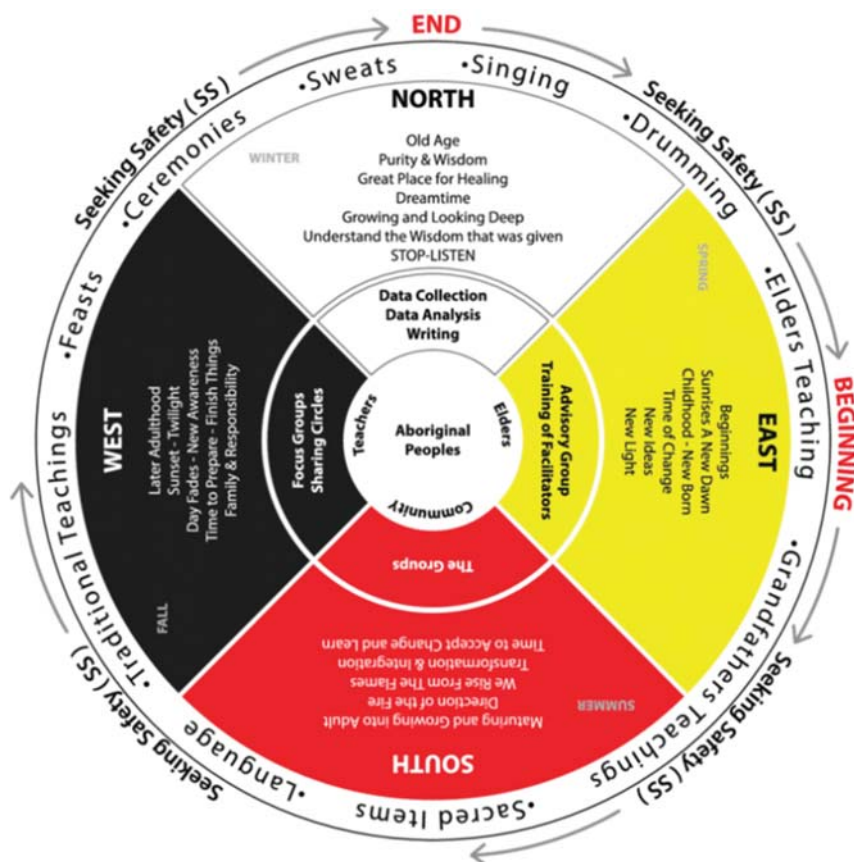 END
BEGINNING
Seeking Safety (SS)
Seeking Safety (SS)
Seeking Safety (SS)
Seeking Safety (SS)
•Sweats
•Singing
•Drumming
•Elders Teaching
•Grandfathers Teachings
•Sacred Items
•Language
•Traditional Teachings
•Feasts
•Ceremonies
NORTH
WINTER
Old Age
Purity & Wisdom
Great Place for Healing
Dreamtime
Growing and Looking Deep
Understand the Wisdom that was given
STOP-LISTEN
Data Collection
Data Analysis
Writing
EAST
SPRING
Beginnings
Sunrises A New Dawn
Childhood - New Born
Time of Change
New Ideas
New Light
Advisory Group
Training of Facilitators
SOUTH
SUMMER
Maturing and Growing into Adult
Direction of the Fire
We Rise From The Flames
Transformation & Integration
Time to Accept Change and Learn
The Groups
WEST
FALL
Later Adulthood
Sunset - Twilight
Day Fades - New Awareness
Time to Prepare - Finish Things
Family & Responsibility
Focus Groups
Sharing Circles
Teachers
Elders
Community
Aboriginal
Peoples